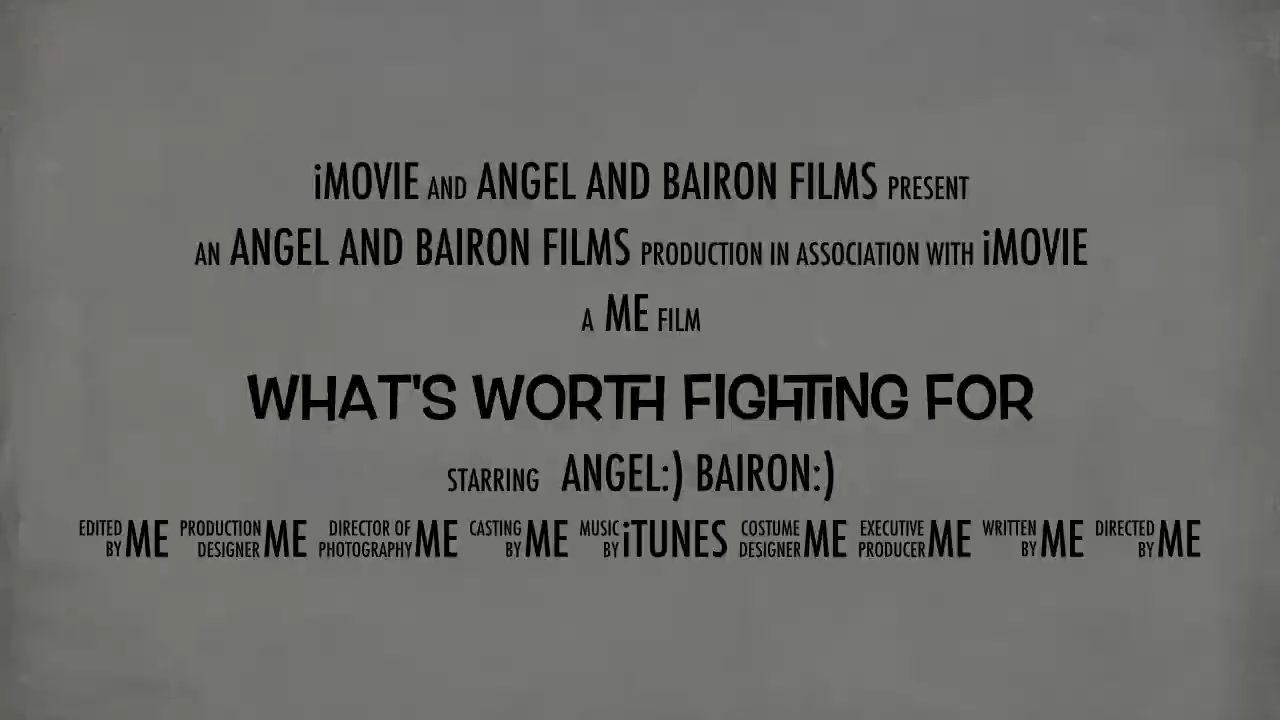 iMOVIE AND ANGEL AND BAIRON FILMS PRESENT
AN ANGEL AND BAIRON FILMS PRODUCTION IN ASSOCIATION WITH iMOVIE
A ME FILM
WHAT'S WORTH FIGHTING FOR
STARRING ANGEL:) BAIRON:)
EDITED BY ME PRODUCTION DESIGNER ME DIRECTOR OF PHOTOGRAPHY ME CASTING BY ME MUSIC BY iTUNES COSTUME DESIGNER ME EXECUTIVE PRODUCER ME WRITTEN BY ME DIRECTED BY ME